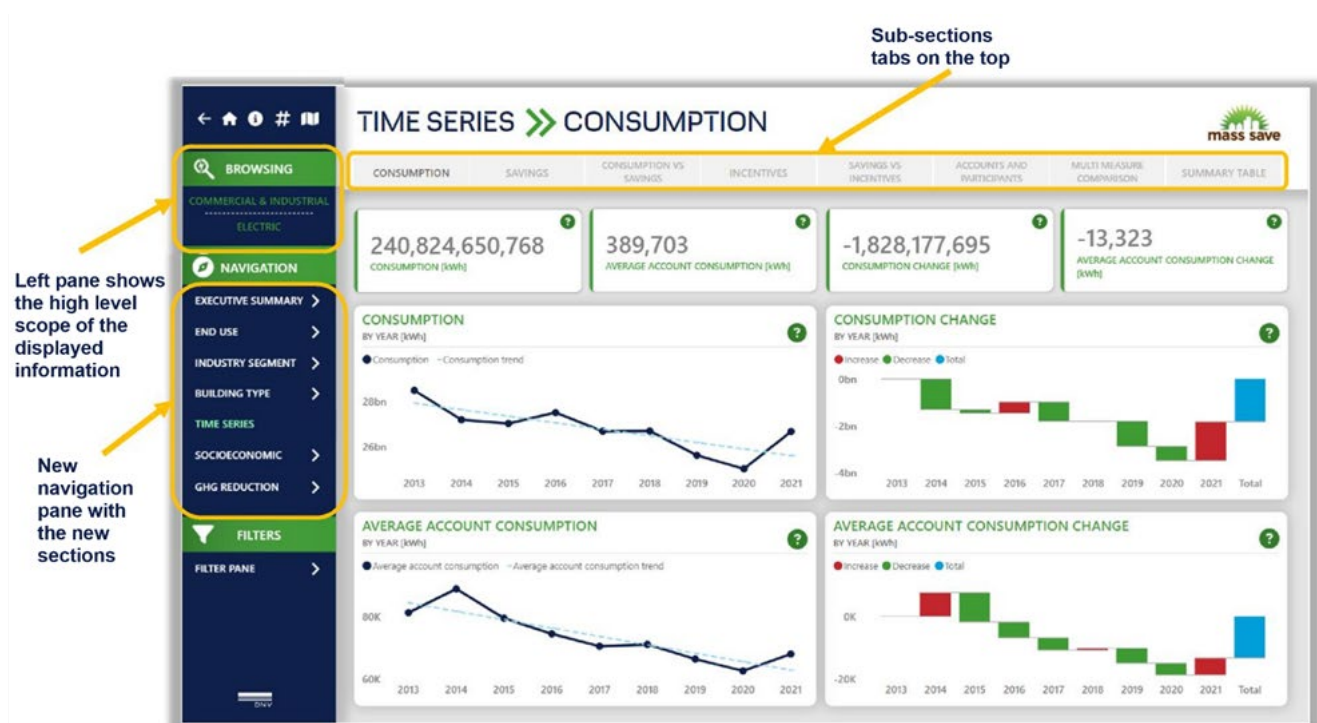 Sub-sections
tabs on the top
TIME SERIES CONSUMPTION
mass save
BROWSING
COMMERCIAL & INDUSTRIAL
ELECTRIC
CONSUMPTION
SAVINGS
CONSUMPTION VS
SAVINGS
INCENTIVES
SAVINGS VS
INCENTIVES
ACCOUNTS AND
PARTICIPANTS
MULTI MEASURE
COMPARISON
SUMMARY TABLE
240,824,650,768
CONSUMPTION [kWh]
389,703
AVERAGE ACCOUNT CONSUMPTION [kWh]
-1,828,177,695
CONSUMPTION CHANGE [kWh]
-13,323
AVERAGE ACCOUNT CONSUMPTION CHANGE
[kWh]
Left pane shows
the high level
scope of the
displayed
information
NAVIGATION
EXECUTIVE SUMMARY
END USE
INDUSTRY SEGMENT
BUILDING TYPE
TIME SERIES
SOCIOECONOMIC
GHG REDUCTION
New
navigation
pane with
the new
sections
FILTERS
FILTER PANE
DNV
CONSUMPTION
BY YEAR [kWh]
Consumption Consumption trend
28bn
26bn
2013 2014 2015 2016 2017 2018 2019 2020 2021
CONSUMPTION CHANGE
BY YEAR [kWh]
Increase Decrease Total
0bn
-2bn
-4bn
2013 2014 2015 2016 2017 2018 2019 2020 2021 Total
AVERAGE ACCOUNT CONSUMPTION
BY YEAR [kWh]
Average account consumption Average account consumption trend
80K
60K
2013 2014 2015 2016 2017 2018 2019 2020 2021
AVERAGE ACCOUNT CONSUMPTION CHANGE
BY YEAR [kWh]
Increase Decrease Total
0K
-20K
2013 2014 2015 2016 2017 2018 2019 2020 2021 Total